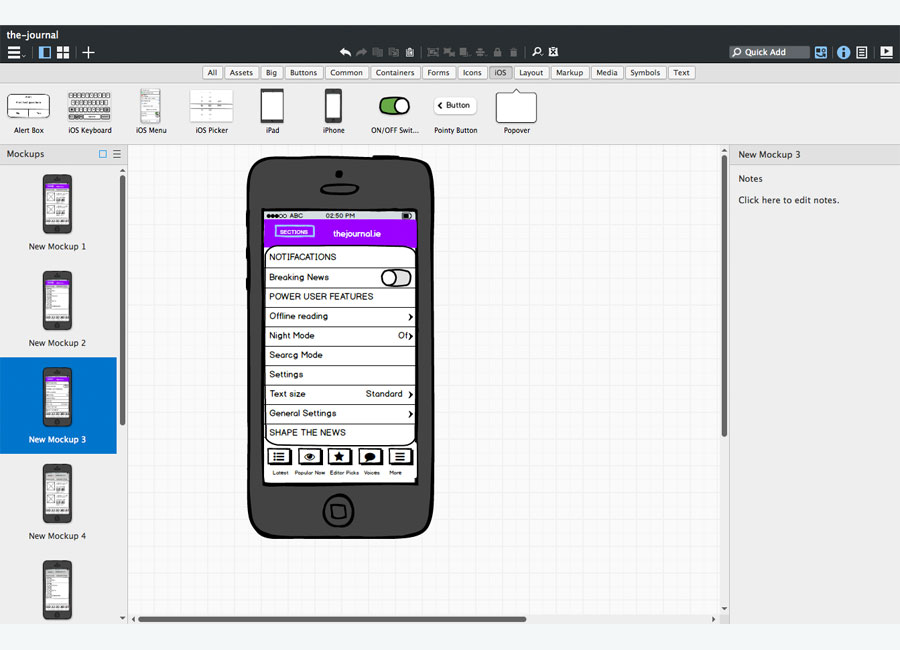 the-journal
Quick Add
All Assets Big Buttons Common Containers Forms Icons iOS Layout Markup Media Symbols Text
Button
Alert Box iOS Keyboard iOS Menu iOS Picker iPad iPhone ON/OFF Swit... Pointy Button Popover
Mockups
New Mockup 1
New Mockup 2
New Mockup 3
New Mockup 4
ABC 02:50 PM
SECTIONS thejournal.ie
NOTIFACATIONS
Breaking News
POWER USER FEATURES
Offline reading
Night Mode Of
Searcg Mode
Settings
Text size Standard
General Settings
SHAPE THE NEWS
Latest Popular Now Editor Picks Voices More
New Mockup 3
Notes
Click here to edit notes.